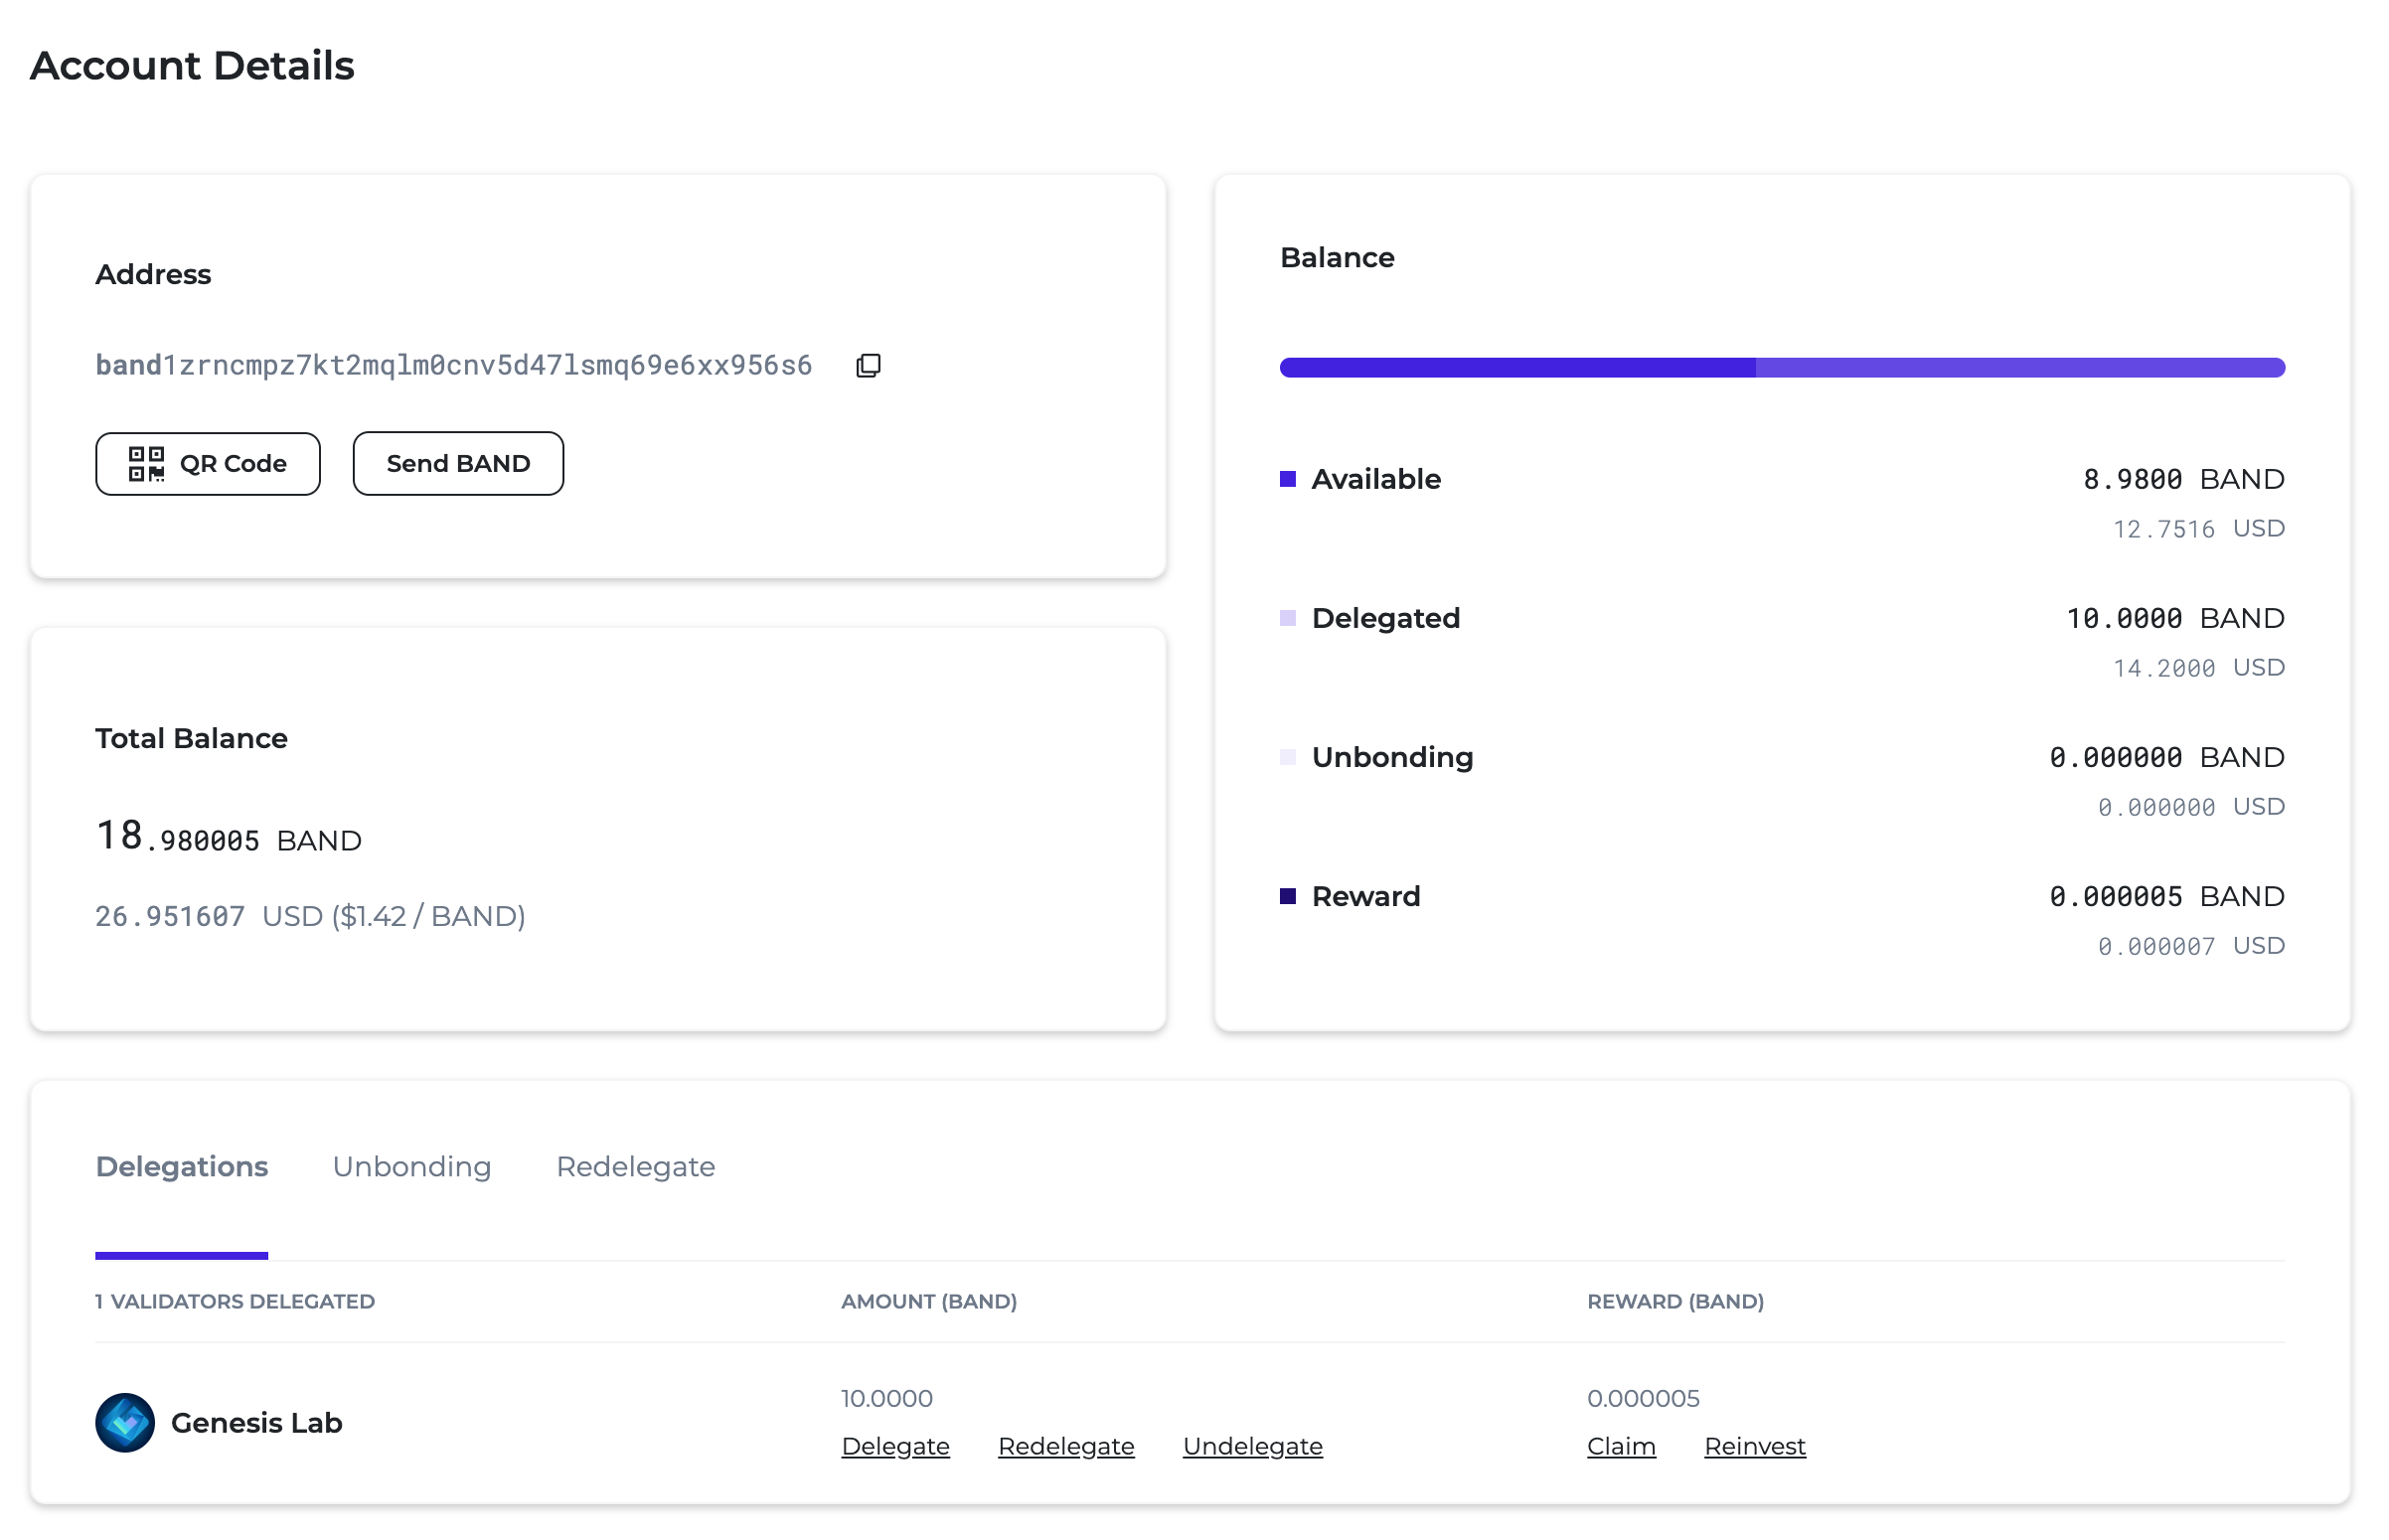 Account Details
Address
band1zrncmpz7kt2mqlm0cnv5d47lsmq69e6xx956s6
QR Code
Send BAND
Total Balance
18.980005 BAND
26.951607 USD ($1.42 / BAND)
Balance
Available 8.9800 BAND
12.7516 USD
Delegated 10.0000 BAND
14.2000 USD
Unbonding 0.000000 BAND
0.000000 USD
Reward 0.000005 BAND
0.000007 USD
Delegations Unbonding Redelegate
1 VALIDATORS DELEGATED AMOUNT (BAND) REWARD (BAND)
Genesis Lab
10.0000
Delegate Redelegate Undelegate
0.000005
Claim Reinvest